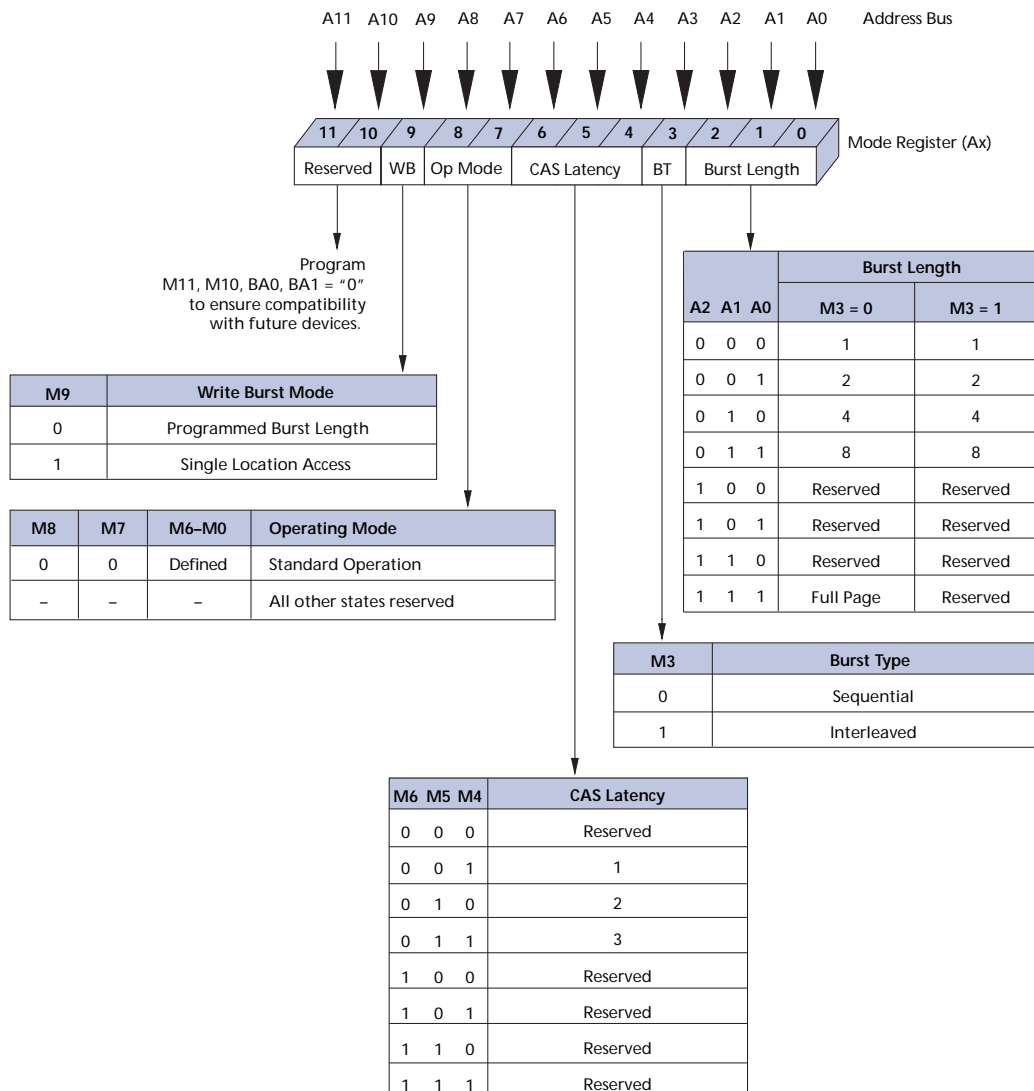 A11 A10 A9 A8 A7 A6 A5 A4 A3 A2 A1 A0 Address Bus
11 10 9 8 7 6 5 4 3 2 1 0
Mode Register (Ax)
Reserved WB Op Mode CAS Latency BT Burst Length
Program
M11, M10, BA0, BA1 = “0”
to ensure compatibility
with future devices.
Burst Length
A2 A1 A0 M3 = 0 M3 = 1
0 0 0 1 1
0 0 1 2 2
0 1 0 4 4
0 1 1 8 8
1 0 0 Reserved Reserved
1 0 1 Reserved Reserved
1 1 0 Reserved Reserved
1 1 1 Full Page Reserved
M9 Write Burst Mode
0 Programmed Burst Length
1 Single Location Access
M8 M7 M6–M0 Operating Mode
0 0 Defined Standard Operation
– – – All other states reserved
M3 Burst Type
0 Sequential
1 Interleaved
M6 M5 M4 CAS Latency
0 0 0 Reserved
0 0 1 1
0 1 0 2
0 1 1 3
1 0 0 Reserved
1 0 1 Reserved
1 1 0 Reserved
1 1 1 Reserved